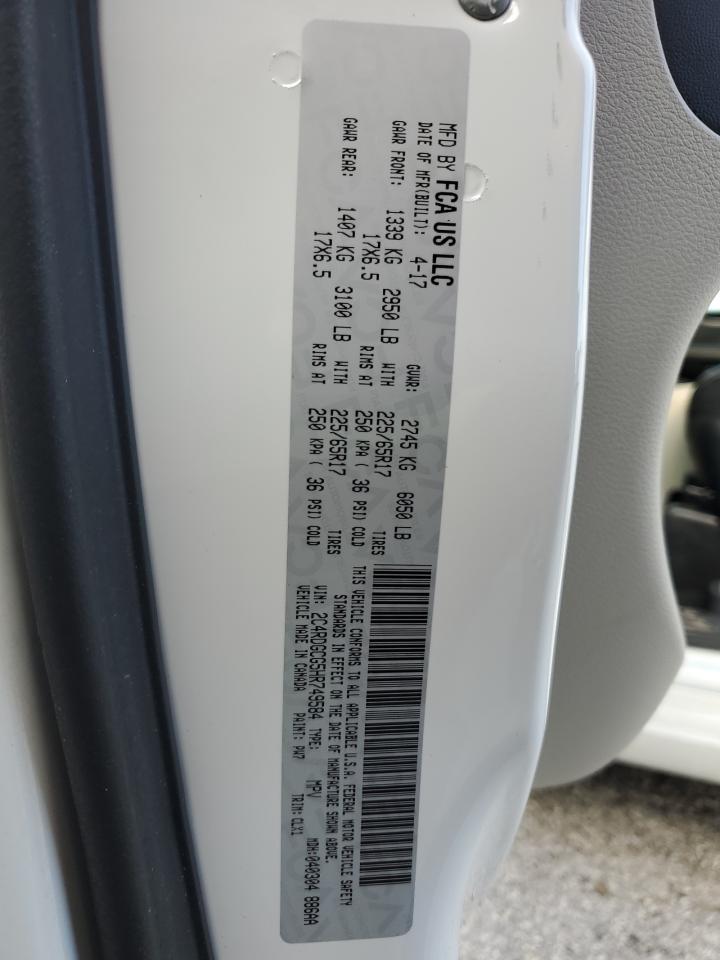 MFD BY FCA US LLC
DATE OF MFR(BUILT): 4-17 GVWR: 2745 KG 6050 LB
GAWR FRONT: 1339 KG 2950 LB WITH 225/65R17 TIRES
17X6.5 RIMS AT 250 KPA ( 36 PSI) COLD
GAWR REAR: 1407 KG 3100 LB WITH 225/65R17 TIRES
17X6.5 RIMS AT 250 KPA ( 36 PSI) COLD
THIS VEHICLE CONFORMS TO ALL APPLICABLE U.S.A. FEDERAL MOTOR VEHICLE SAFETY
STANDARDS IN EFFECT ON THE DATE OF MANUFACTURE SHOWN ABOVE.
VIN: 2C4RDGCG5HR749584 TYPE: MPV MDH:040304 886AA
VEHICLE MADE IN CANADA PAINT: PW7 TRIM: CLX1